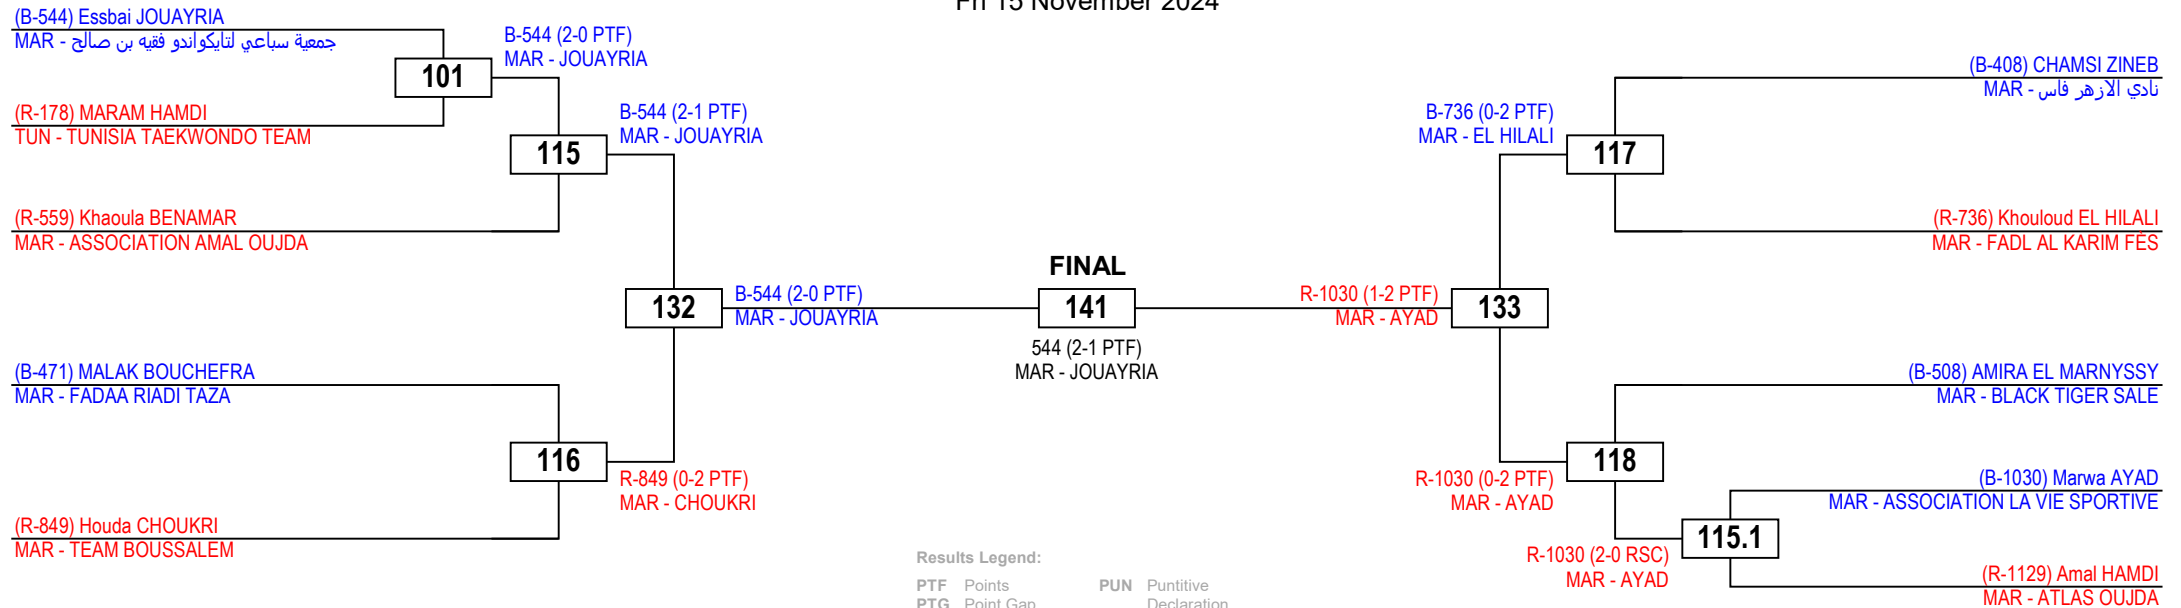 Fri 15 November 2024
(B-544) Essbai JOUAYRIA
MAR - جمعية سباعي لتايكواندو فقيه بن صالح
B-544 (2-0 PTF)
MAR - JOUAYRIA
101
(R-178) MARAM HAMDI
TUN - TUNISIA TAEKWONDO TEAM
B-544 (2-1 PTF)
MAR - JOUAYRIA
115
(R-559) Khaoula BENAMAR
MAR - ASSOCIATION AMAL OUJDA
132
B-544 (2-0 PTF)
MAR - JOUAYRIA
(B-471) MALAK BOUCHEFRA
MAR - FADAA RIADI TAZA
116
R-849 (0-2 PTF)
MAR - CHOUKRI
(R-849) Houda CHOUKRI
MAR - TEAM BOUSSALEM
FINAL
141
544 (2-1 PTF)
MAR - JOUAYRIA
(B-408) CHAMSI ZINEB
MAR - نادي الازهر فاس
B-736 (0-2 PTF)
MAR - EL HILALI
117
(R-736) Khouloud EL HILALI
MAR - FADL AL KARIM FÈS
R-1030 (1-2 PTF)
MAR - AYAD
133
(B-508) AMIRA EL MARNYSSY
MAR - BLACK TIGER SALE
118
R-1030 (0-2 PTF)
MAR - AYAD
(B-1030) Marwa AYAD
MAR - ASSOCIATION LA VIE SPORTIVE
115.1
R-1030 (2-0 RSC)
MAR - AYAD
(R-1129) Amal HAMDI
MAR - ATLAS OUJDA
Results Legend:
PTF Points PUN Puntitive
PTG Point Gap Declaration